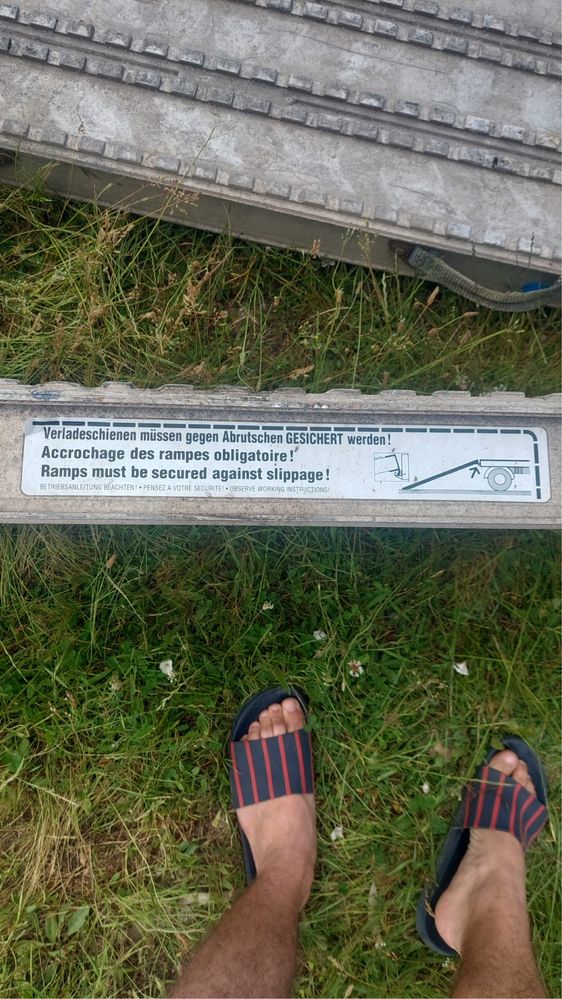 Verladeschienen müssen gegen Abrutschen GESICHERT werden!
Accrochage des rampes obligatoire!
Ramps must be secured against slippage!
BETRIEBSANLEITUNG BEACHTEN! • PENSEZ A VOTRE SECURITE! • OBSERVE WORKING INSTRUCTIONS!